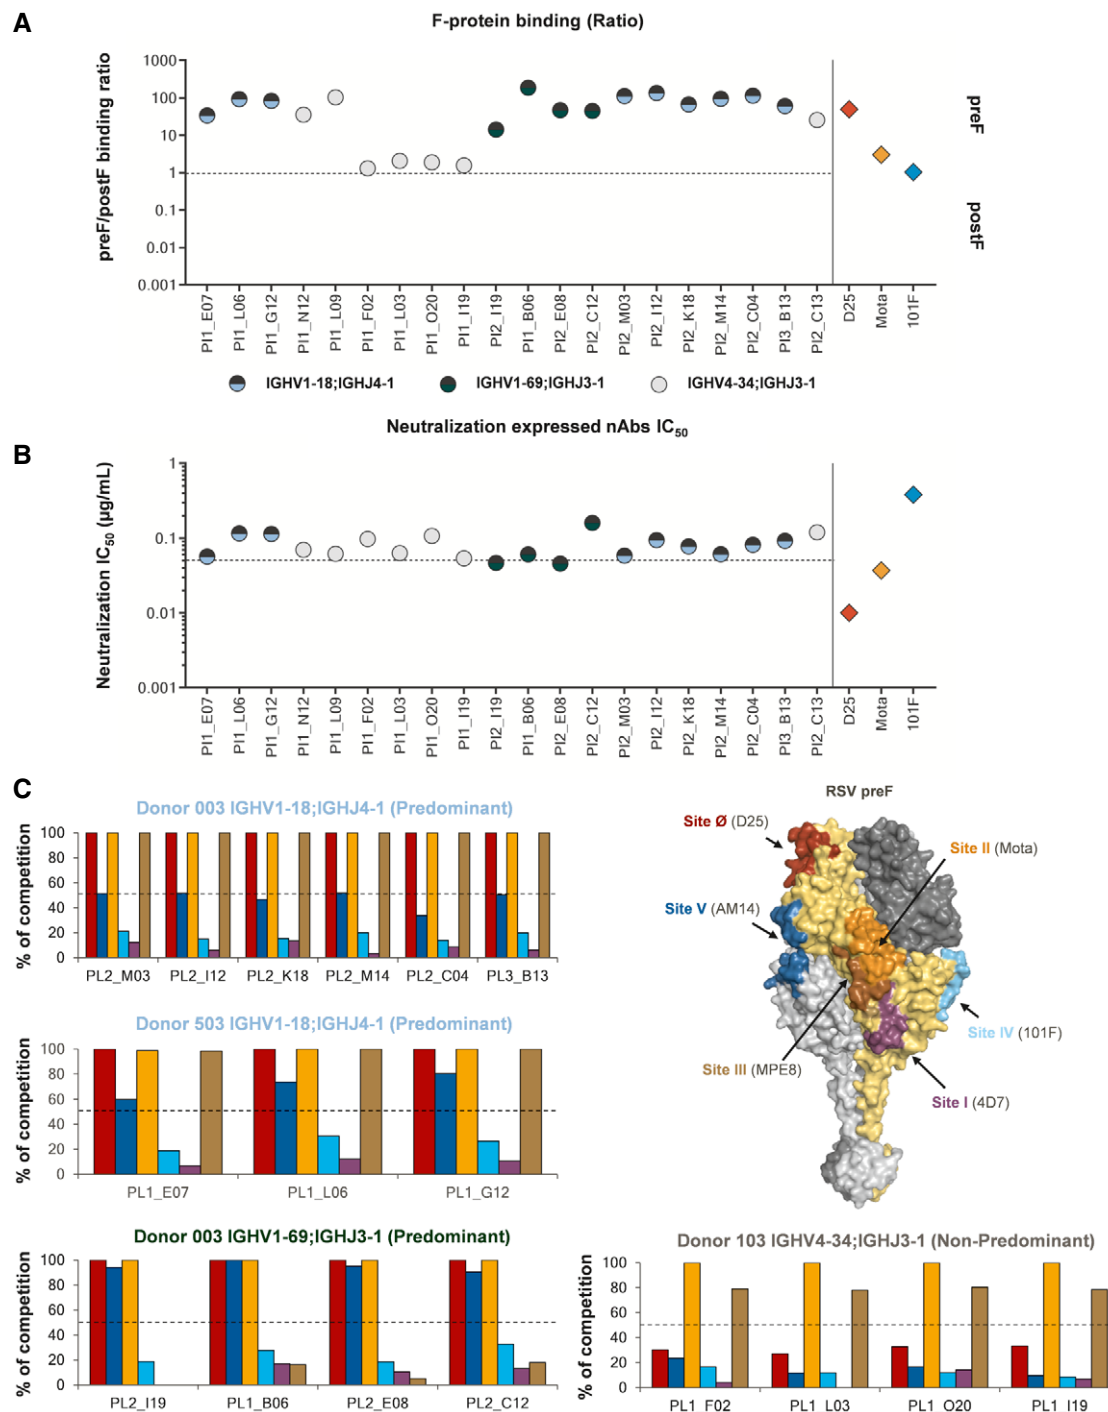 A
F-protein binding (Ratio)
preF/postF binding ratio
1000
100
10
1
0.1
0.01
0.001
preF
postF
PI1_E07
PI1_L06
PI1_G12
PI1_N12
PI1_L09
PI1_F02
PI1_L03
PI1_O20
PI1_I19
PI2_I19
PI1_B06
PI2_E08
PI2_C12
PI2_M03
PI2_I12
PI2_K18
PI2_M14
PI2_C04
PI3_B13
PI2_C13
D25
Mota
101F
IGHV1-18;IGHJ4-1
IGHV1-69;IGHJ3-1
IGHV4-34;IGHJ3-1
B
Neutralization expressed nAbs IC50
Neutralization IC50 (µg/mL)
1
0.1
0.01
0.001
PI1_E07
PI1_L06
PI1_G12
PI1_N12
PI1_L09
PI1_F02
PI1_L03
PI1_O20
PI1_I19
PI2_I19
PI1_B06
PI2_E08
PI2_C12
PI2_M03
PI2_I12
PI2_K18
PI2_M14
PI2_C04
PI3_B13
PI2_C13
D25
Mota
101F
C
Donor 003 IGHV1-18;IGHJ4-1 (Predominant)
% of competition
100
80
60
40
20
0
PL2_M03
PL2_I12
PL2_K18
PL2_M14
PL2_C04
PL3_B13
Donor 503 IGHV1-18;IGHJ4-1 (Predominant)
% of competition
100
80
60
40
20
0
PL1_E07
PL1_L06
PL1_G12
Donor 003 IGHV1-69;IGHJ3-1 (Predominant)
% of competition
100
80
60
40
20
0
PL2_I19
PL1_B06
PL2_E08
PL2_C12
RSV preF
Site Ø (D25)
Site II (Mota)
Site V (AM14)
Site IV (101F)
Site III (MPE8)
Site I (4D7)
Donor 103 IGHV4-34;IGHJ3-1 (Non-Predominant)
% of competition
100
80
60
40
20
0
PL1_F02
PL1_L03
PL1_O20
PL1_I19